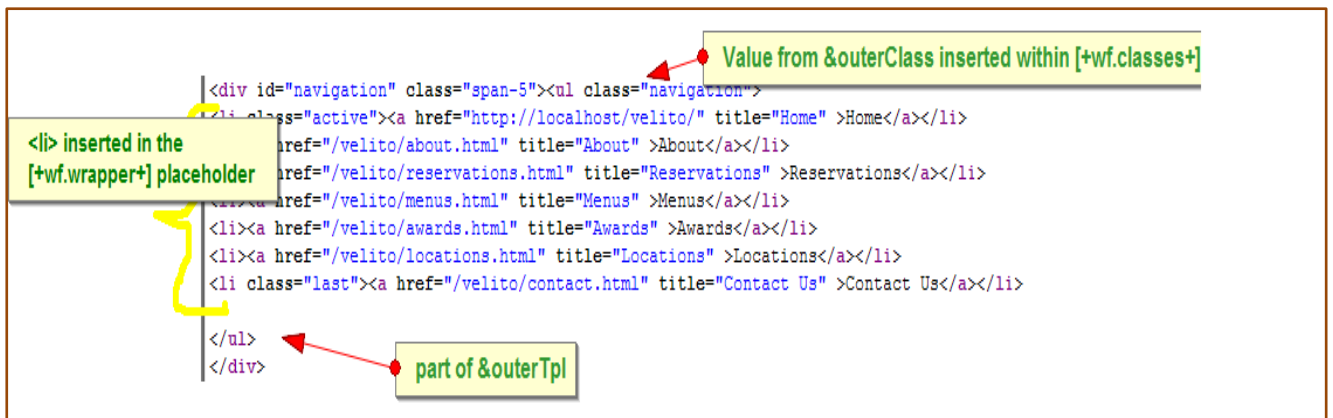 Value from &outerClass inserted within [+wf.classes+]
<div id="navigation" class="span-5"><ul class="navigation">
<li class="active"><a href="http://localhost/velito/" title="Home" >Home</a></li>
<li> inserted in the
[+wf.wrapper+] placeholder
href="/velito/about.html" title="About" >About</a></li>
href="/velito/reservations.html" title="Reservations" >Reservations</a></li>
<li><a href="/velito/menus.html" title="Menus" >Menus</a></li>
<li><a href="/velito/awards.html" title="Awards" >Awards</a></li>
<li><a href="/velito/locations.html" title="Locations" >Locations</a></li>
<li class="last"><a href="/velito/contact.html" title="Contact Us" >Contact Us</a></li>
</ul>
</div>
part of &outerTpl